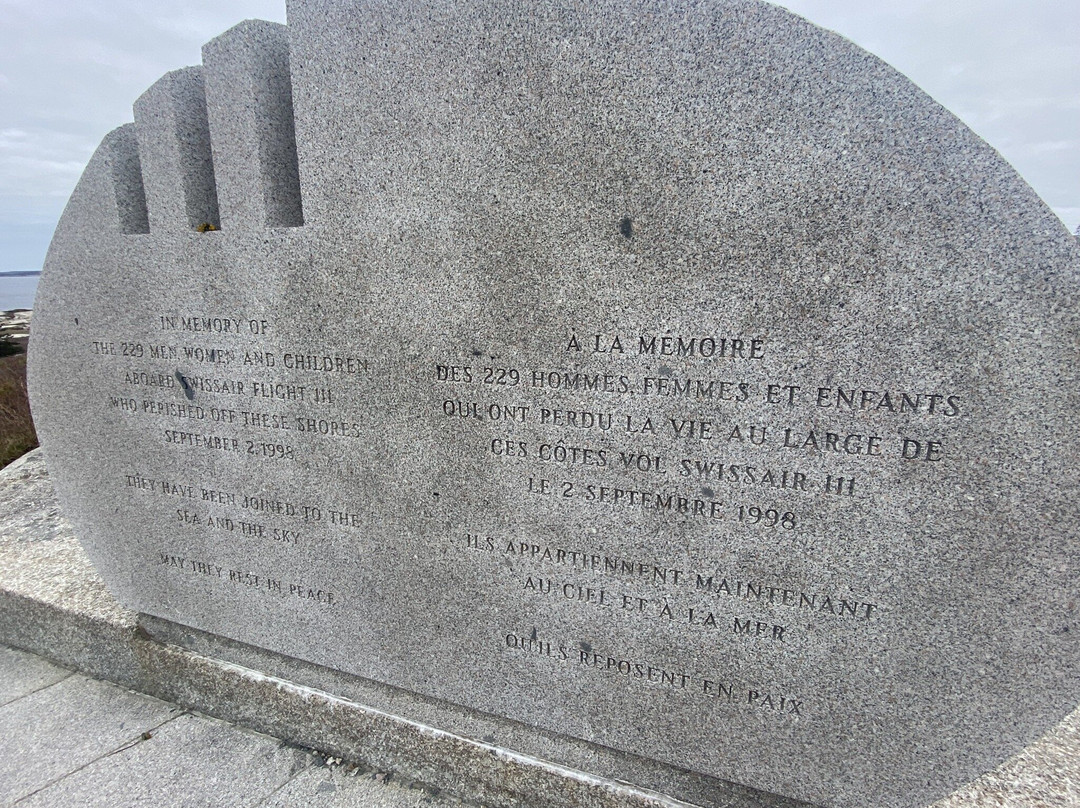 IN MEMORY OF
THE 229 MEN WOMEN AND CHILDREN
ABOARD SWISSAIR FLIGHT 111
WHO PERISHED OFF THESE SHORES
SEPTEMBER 2, 1998
THEY HAVE BEEN JOINED TO THE
SEA AND THE SKY
MAY THEY REST IN PEACE
À LA MÉMOIRE
DES 229 HOMMES, FEMMES ET ENFANTS
QUI ONT PERDU LA VIE AU LARGE DE
CES CÔTES VOL SWISSAIR 111
LE 2 SEPTEMBRE 1998
ILS APPARTIENNENT MAINTENANT
AU CIEL ET À LA MER
QU'ILS REPOSENT EN PAIX